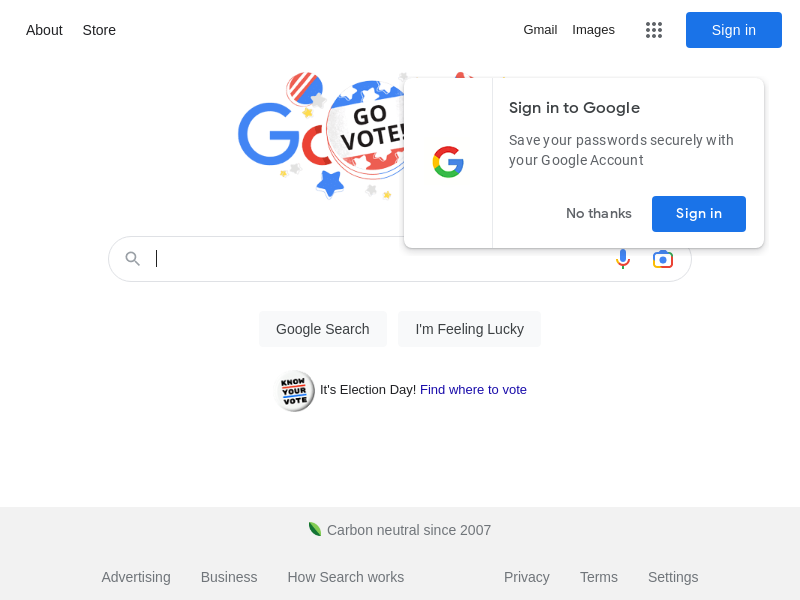 About Store Gmail Images Sign in
GO
VOTE!
Sign in to Google
Save your passwords securely with
your Google Account
No thanks Sign in
Google Search I'm Feeling Lucky
KNOW
YOUR
VOTE
It's Election Day! Find where to vote
Carbon neutral since 2007
Advertising Business How Search works Privacy Terms Settings